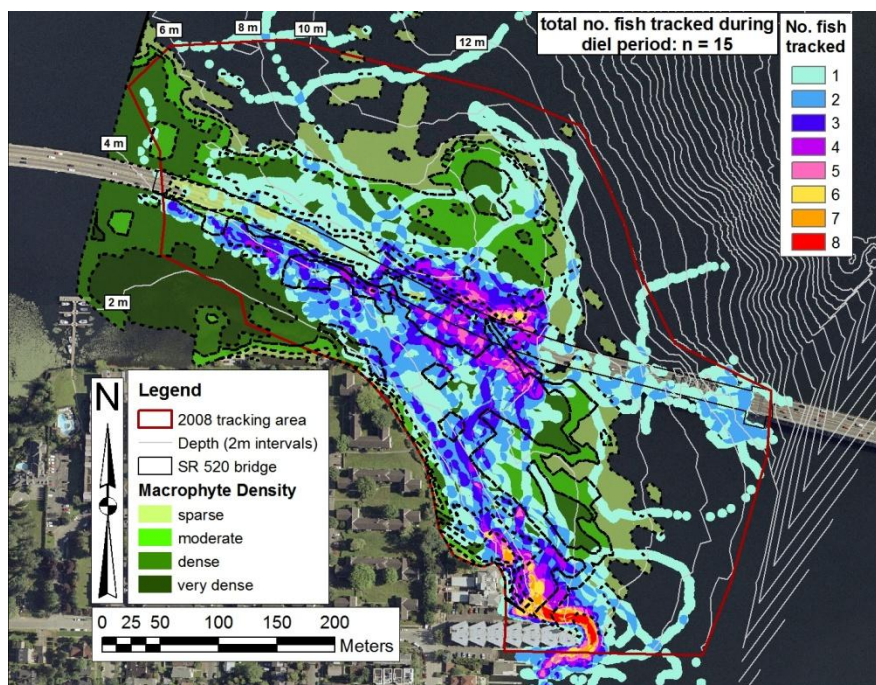 6 m
8 m
10 m
12 m
total no. fish tracked during
diel period: n = 15
No. fish
tracked
1
2
3
4
5
6
7
8
4 m
2 m
N
Legend
2008 tracking area
Depth (2m intervals)
SR 520 bridge
Macrophyte Density
sparse
moderate
dense
very dense
0 25 50 100 150 200
Meters